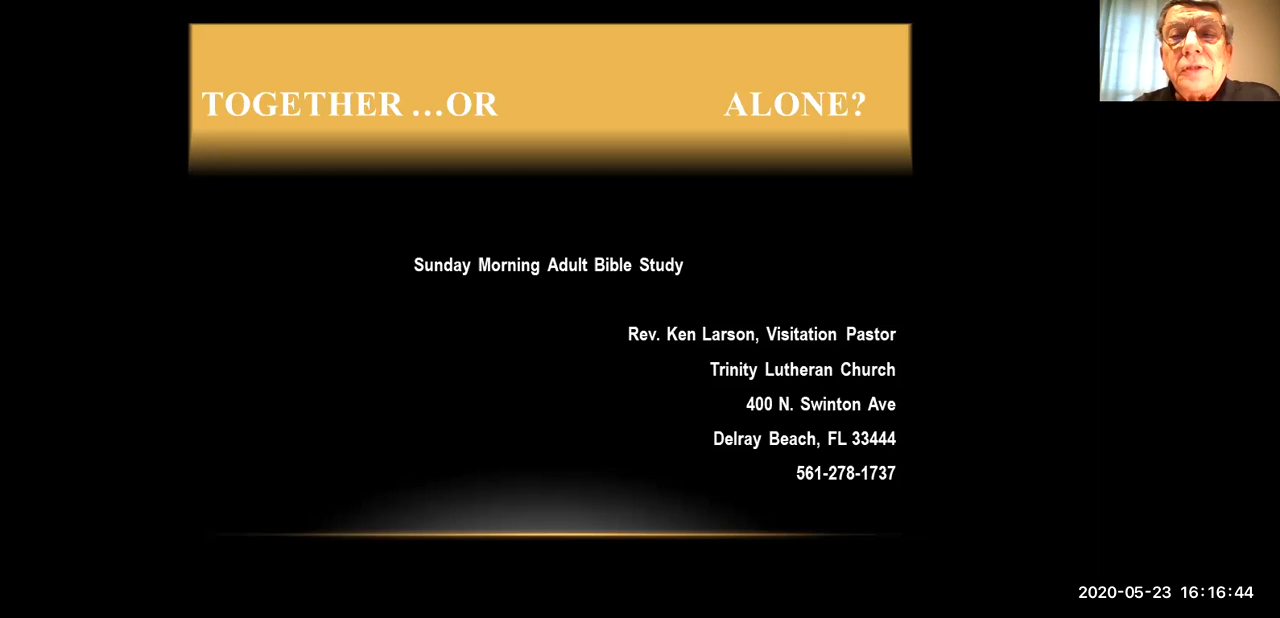 TOGETHER ...OR ALONE?
Sunday Morning Adult Bible Study
Rev. Ken Larson, Visitation Pastor
Trinity Lutheran Church
400 N. Swinton Ave
Delray Beach, FL 33444
561-278-1737
2020-05-23 16:16:44